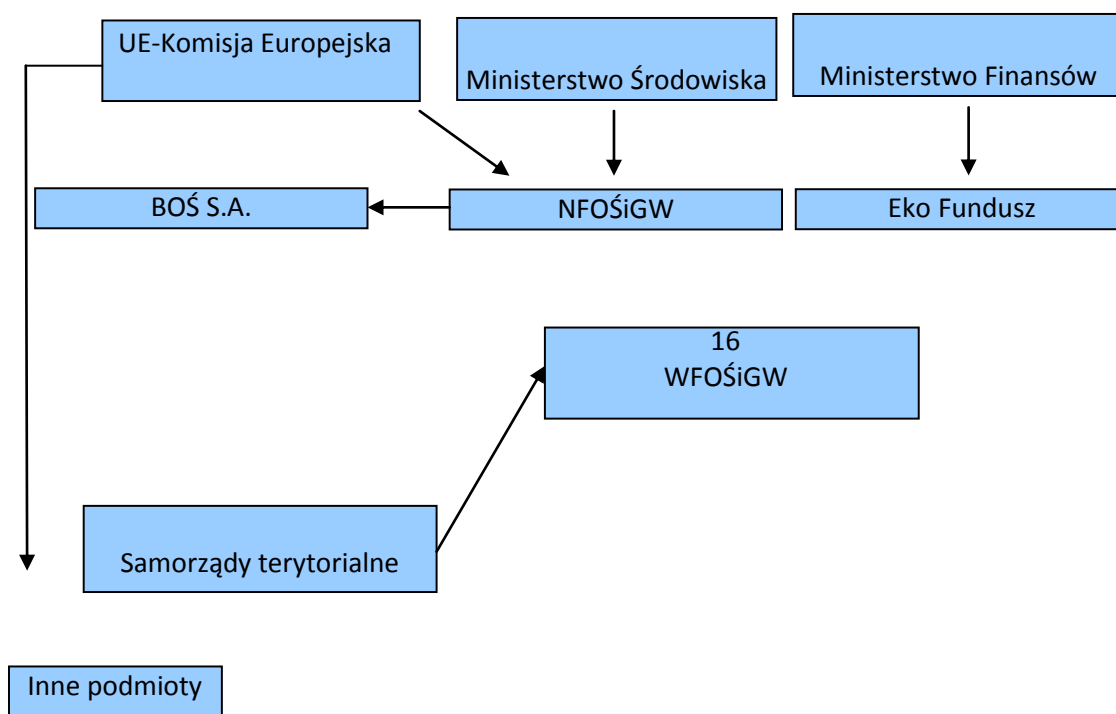 UE-Komisja Europejska
Ministerstwo Środowiska
Ministerstwo Finansów
BOŚ S.A.
NFOŚiGW
Eko Fundusz
16
WFOŚiGW
Samorządy terytorialne
Inne podmioty